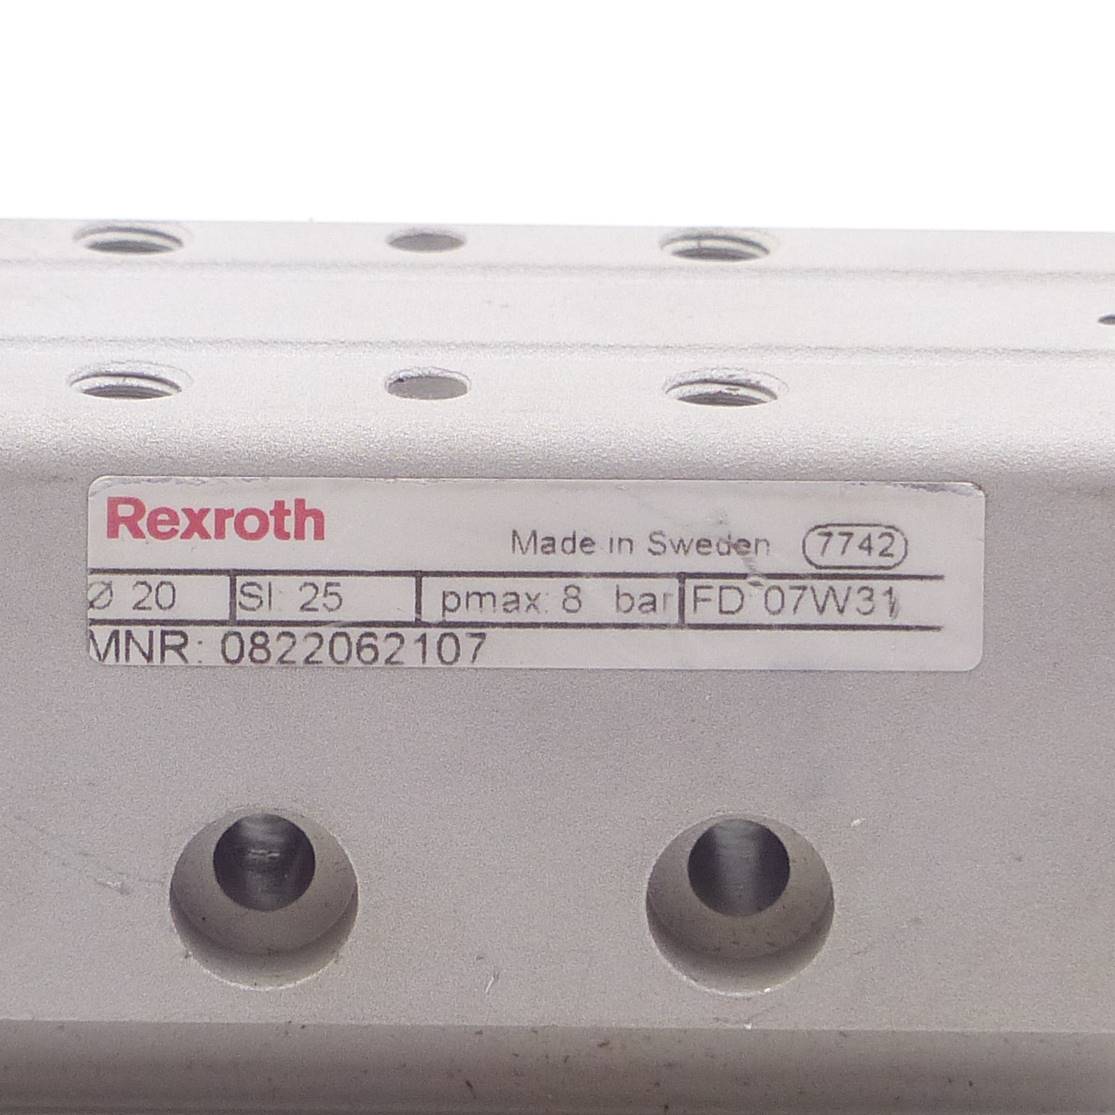 Rexroth
Made in Sweden 7742
Ø 20 SI: 25 pmax: 8 bar FD 07W31
MNR: 0822062107